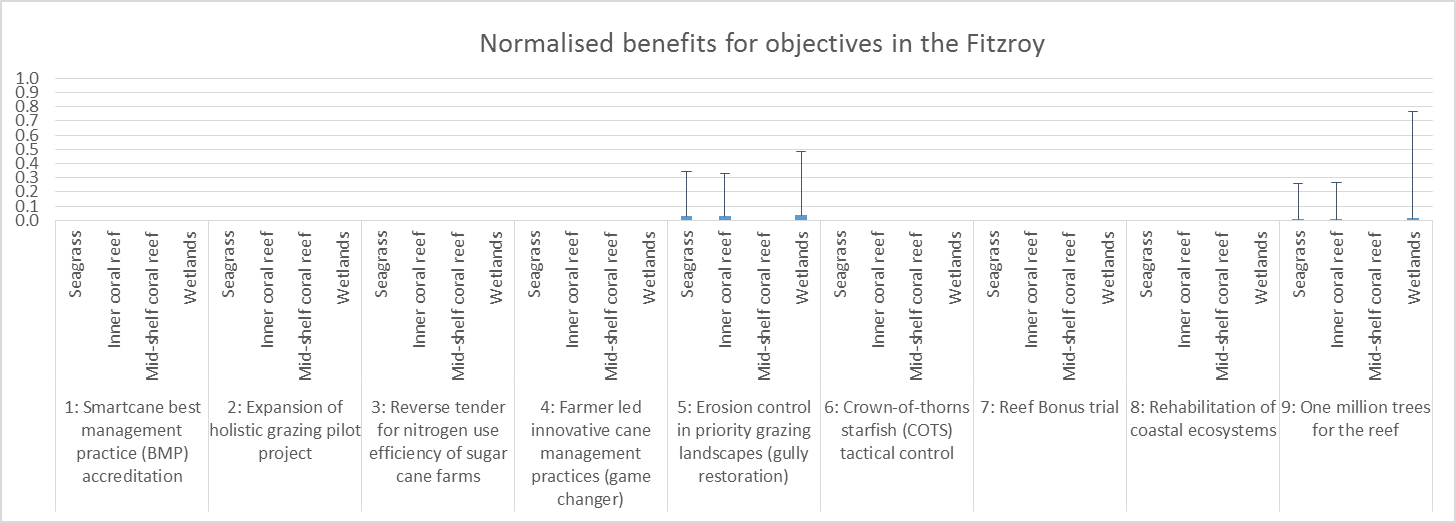 Normalised benefits for objectives in the Fitzroy
1.0
0.9
0.8
0.7
0.6
0.5
0.4
0.3
0.2
0.1
0.0
Seagrass
Inner coral reef
Mid-shelf coral reef
Wetlands
Seagrass
Inner coral reef
Mid-shelf coral reef
Wetlands
Seagrass
Inner coral reef
Mid-shelf coral reef
Wetlands
Seagrass
Inner coral reef
Mid-shelf coral reef
Wetlands
Seagrass
Inner coral reef
Mid-shelf coral reef
Wetlands
Seagrass
Inner coral reef
Mid-shelf coral reef
Wetlands
Seagrass
Inner coral reef
Mid-shelf coral reef
Wetlands
Seagrass
Inner coral reef
Mid-shelf coral reef
Wetlands
Seagrass
Inner coral reef
Mid-shelf coral reef
Wetlands
1: Smartcane best
management
practice (BMP)
accreditation
2: Expansion of
holistic grazing pilot
project
3: Reverse tender
for nitrogen use
efficiency of sugar
cane farms
4: Farmer led
innovative cane
management
practices (game
changer)
5: Erosion control
in priority grazing
landscapes (gully
restoration)
6: Crown-of-thorns
starfish (COTS)
tactical control
7: Reef Bonus trial
8: Rehabilitation of
coastal ecosystems
9: One million trees
for the reef